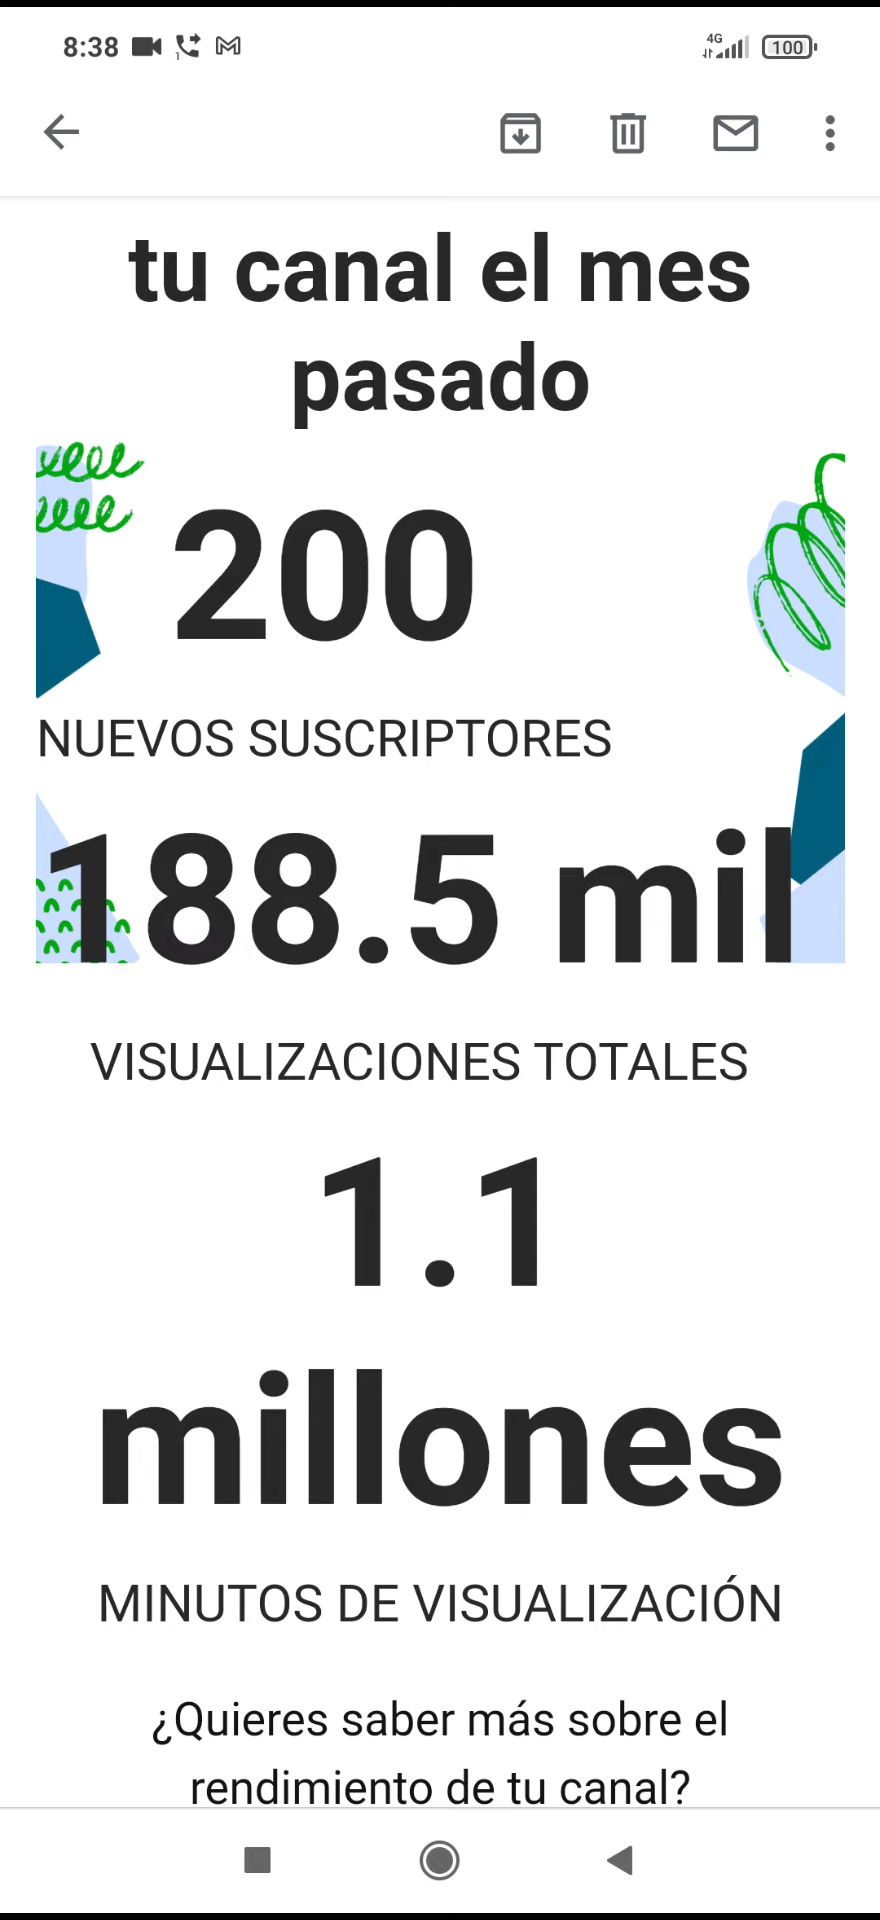 8:38
1
4G
100
tu canal el mes
pasado
200
NUEVOS SUSCRIPTORES
188.5 mil
VISUALIZACIONES TOTALES
1.1
millones
MINUTOS DE VISUALIZACIÓN
¿Quieres saber más sobre el
rendimiento de tu canal?